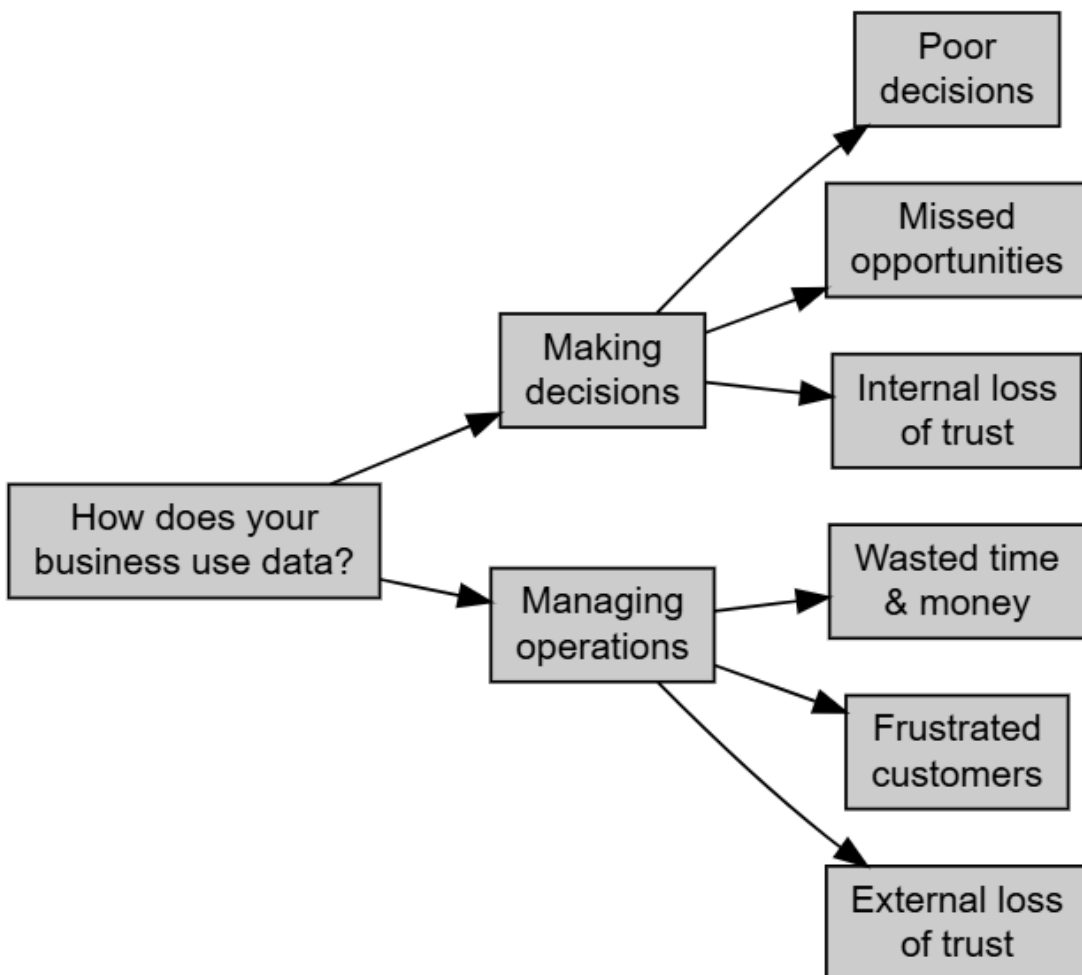 Poor
decisions
Missed
opportunities
Making
decisions
Internal loss
of trust
How does your
business use data?
Managing
operations
Wasted time
& money
Frustrated
customers
External loss
of trust